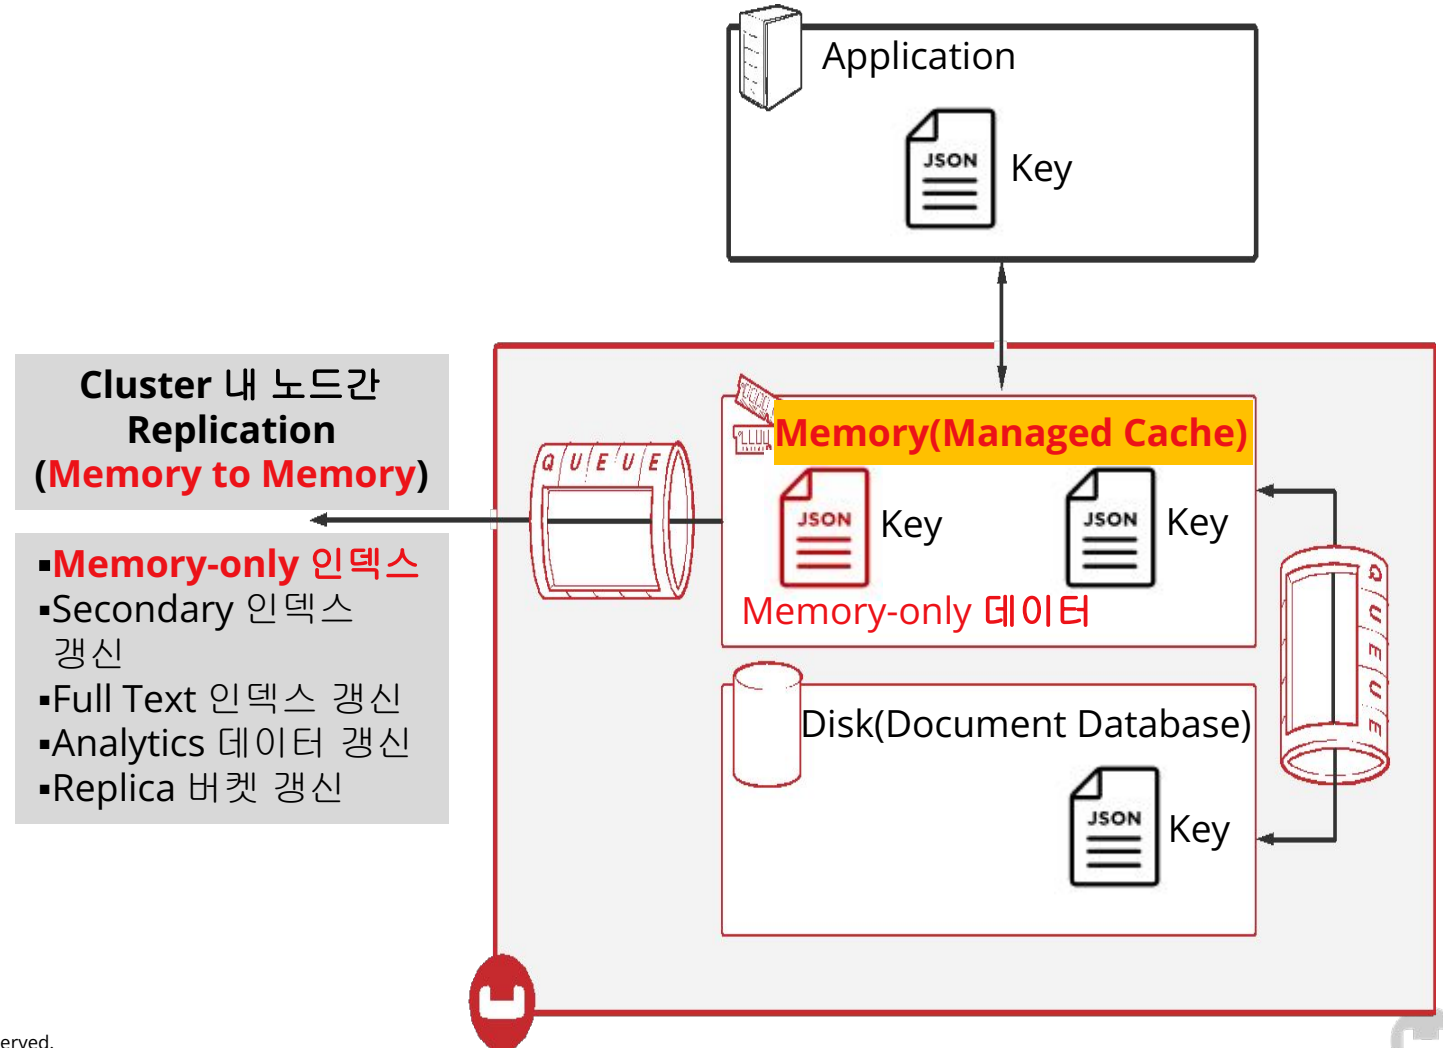 Application
JSON
Key
Cluster 내 노드간
Replication
(Memory to Memory)
▪Memory-only 인덱스
▪Secondary 인덱스
갱신
▪Full Text 인덱스 갱신
▪Analytics 데이터 갱신
▪Replica 버켓 갱신
QUEUE
Memory(Managed Cache)
JSON
Key
JSON
Key
Memory-only 데이터
QUEUE
Disk(Document Database)
JSON
Key
erved.